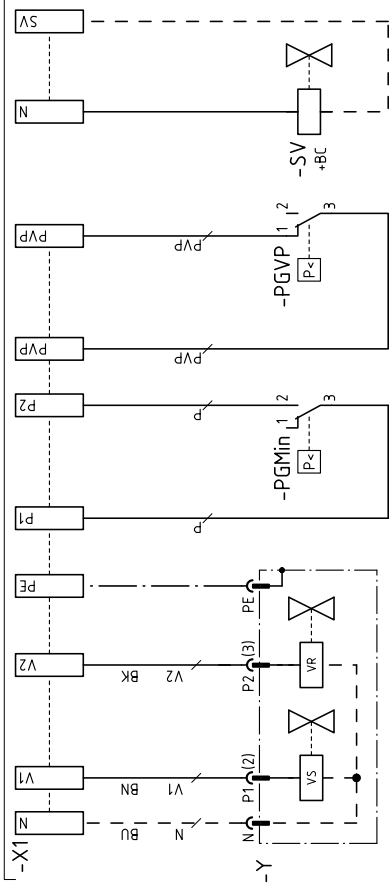 -X1
N
V1
V2
PE
P1
P2
PVP
PVP
N
SV
BU
N
BN
V1
BK
V2
P
P
PVP
PVP
-Y
N
P1(2)
P2(3)
PE
VS
VR
-PGMin
1
2
3
P<
-PGVP
1
2
3
P<
-SV
+BC